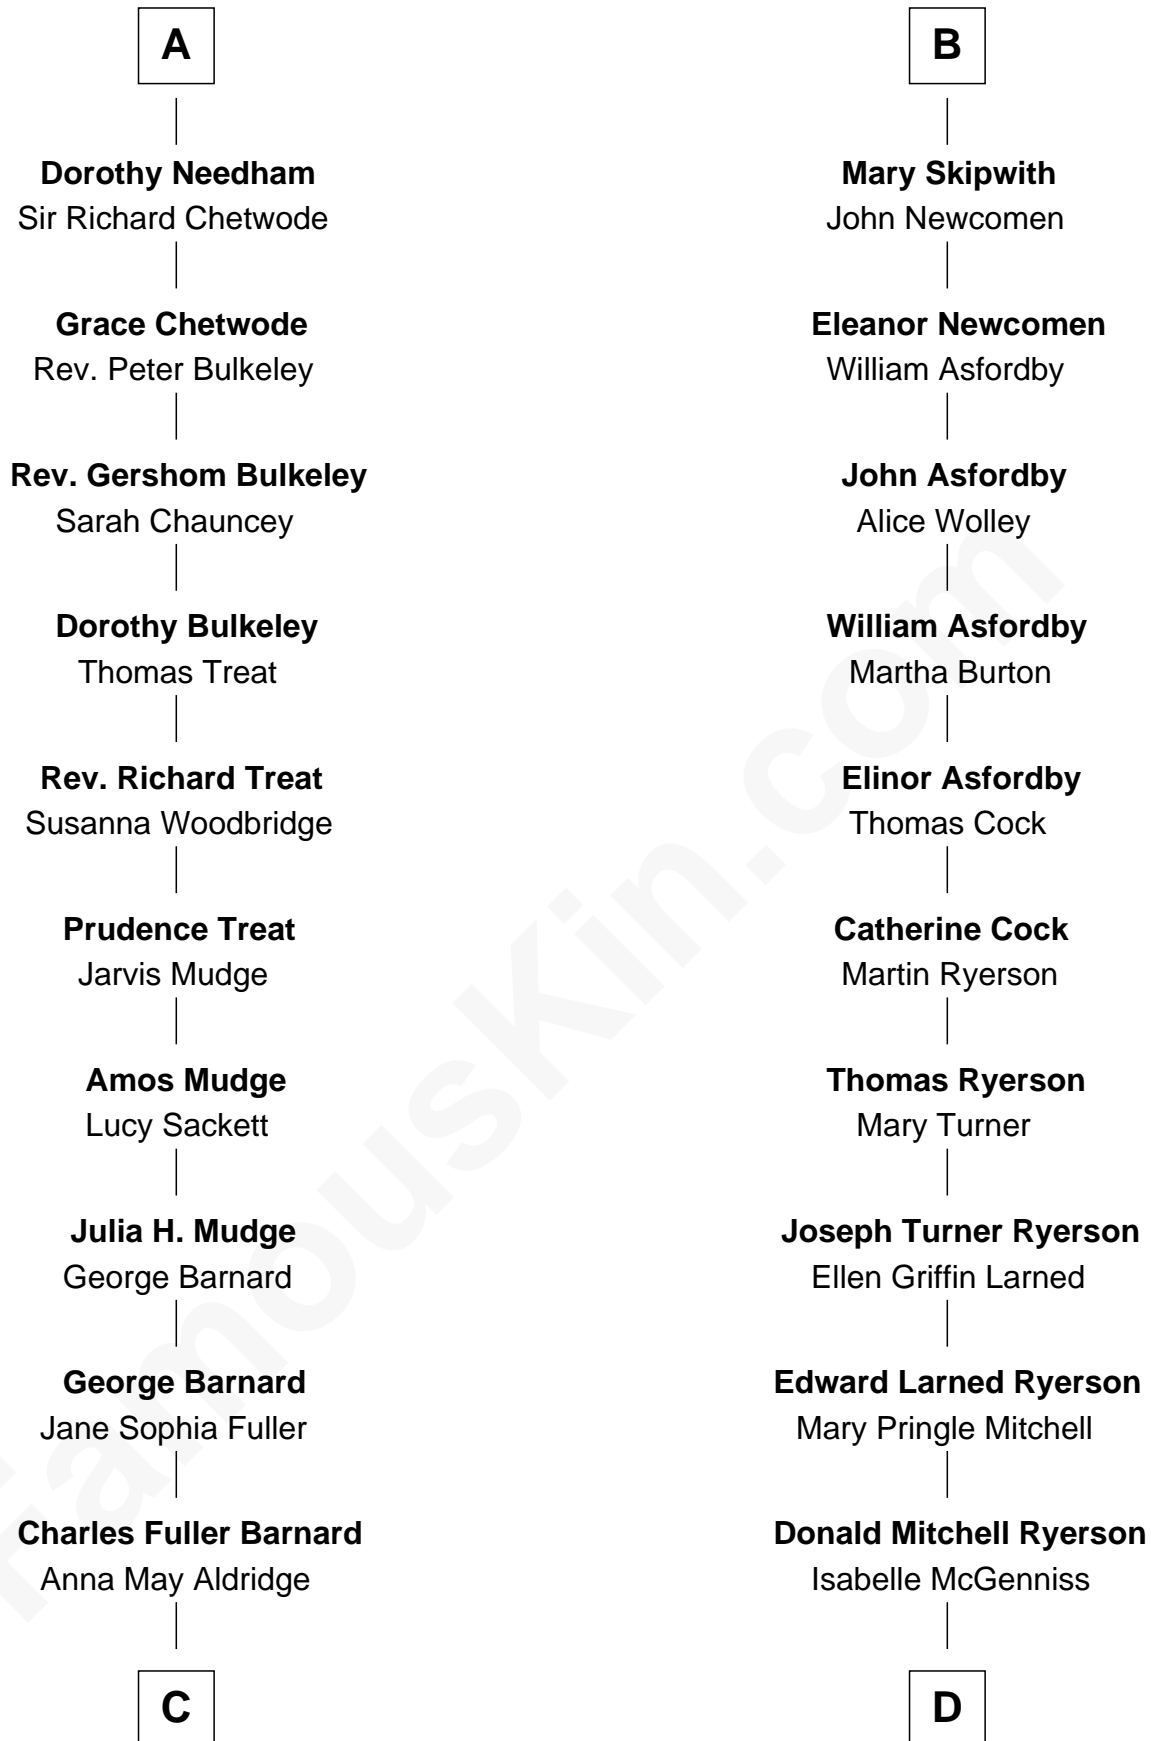 A
Dorothy Needham
Sir Richard Chetwode
Grace Chetwode
Rev. Peter Bulkeley
Rev. Gershom Bulkeley
Sarah Chauncey
Dorothy Bulkeley
Thomas Treat
Rev. Richard Treat
Susanna Woodbridge
Prudence Treat
Jarvis Mudge
Amos Mudge
Lucy Sackett
Julia H. Mudge
George Barnard
George Barnard
Jane Sophia Fuller
Charles Fuller Barnard
Anna May Aldridge
C
B
Mary Skipwith
John Newcomen
Eleanor Newcomen
William Asfordby
John Asfordby
Alice Wolley
William Asfordby
Martha Burton
Elinor Asfordby
Thomas Cock
Catherine Cock
Martin Ryerson
Thomas Ryerson
Mary Turner
Joseph Turner Ryerson
Ellen Griffin Larned
Edward Larned Ryerson
Mary Pringle Mitchell
Donald Mitchell Ryerson
Isabelle McGenniss
D
FamousKin.com